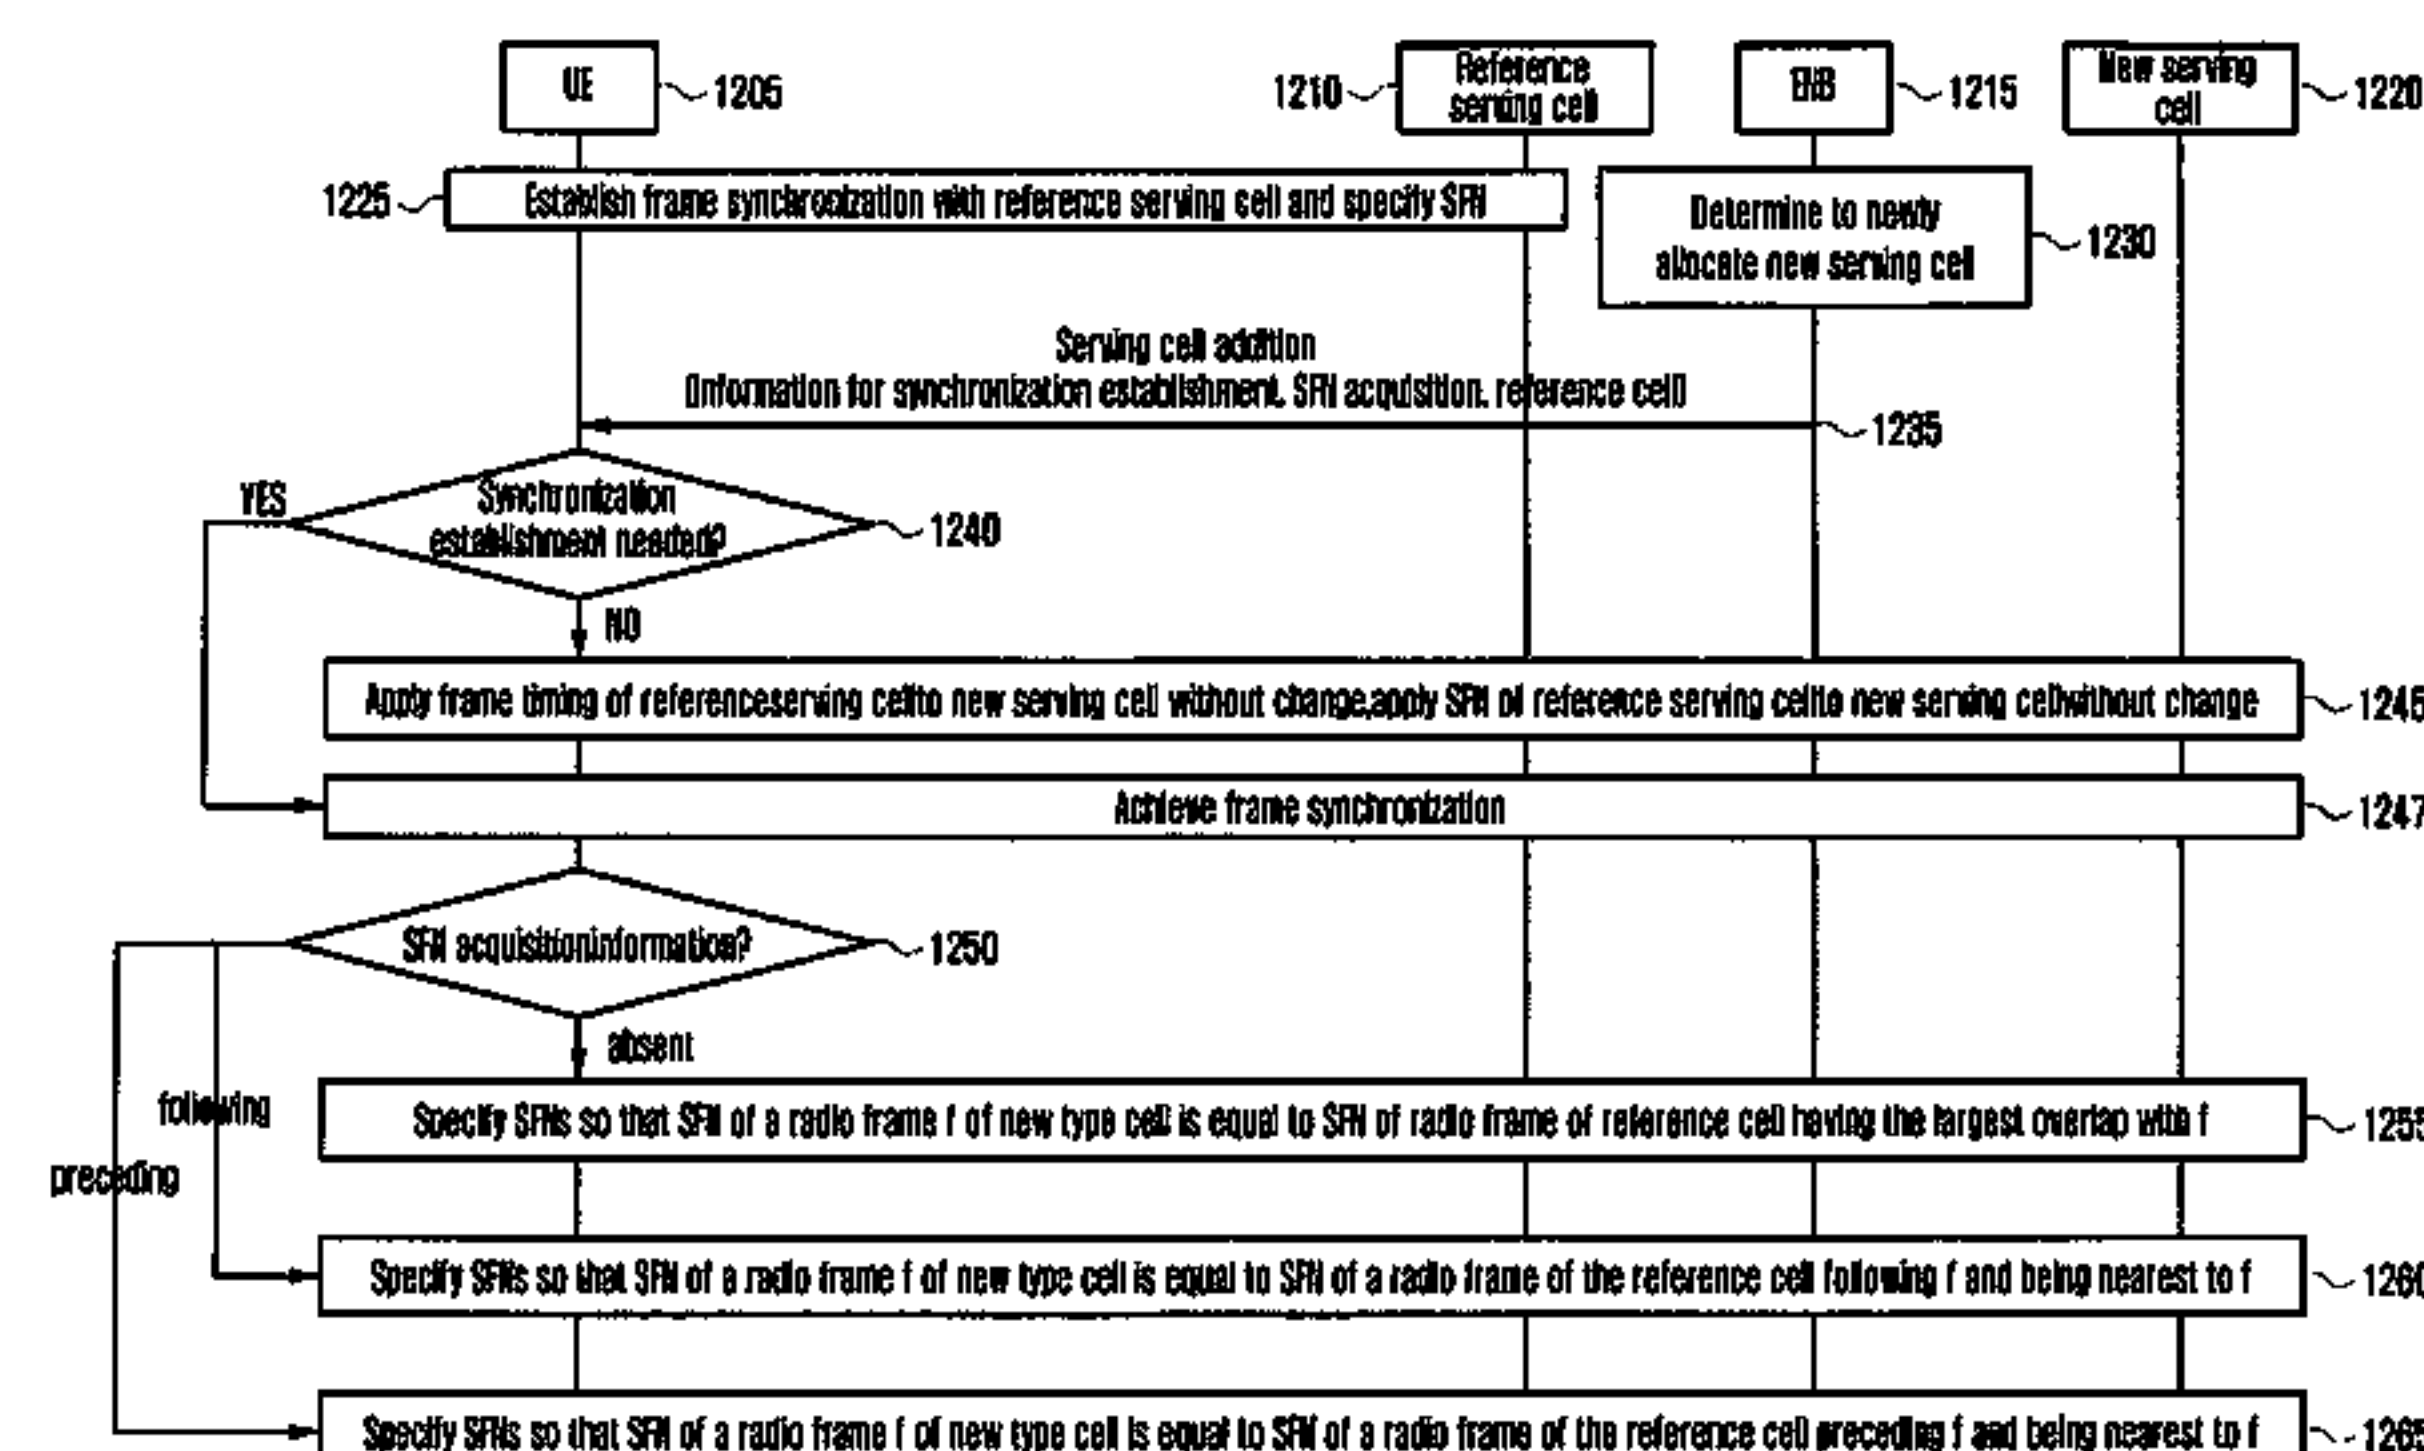 UE
1205
1210
Reference
serving cell
ENB
1215
New serving
cell
1220
1225
Establish frame synchronization with reference serving cell and specify SFN
Determine to newly
allocate new serving cell
1230
Serving cell addition
(information for synchronization establishment, SFN acquisition, reference cell)
1235
YES
Synchronization
establishment needed?
1240
NO
Apply frame timing of referenceserving cellto new serving cell without change,apply SFN of reference serving cellto new serving cellwithout change
1245
Achieve frame synchronization
1247
SFN acquisitioninformation?
1250
absent
following
preceding
Specify SFNs so that SFN of a radio frame f of new type cell is equal to SFN of radio frame of reference cell having the largest overlap with f
1255
Specify SFNs so that SFN of a radio frame f of new type cell is equal to SFN of a radio frame of the reference cell following f and being nearest to f
1260
Specify SFNs so that SFN of a radio frame f of new type cell is equal to SFN of a radio frame of the reference cell preceding f and being nearest to f
1265